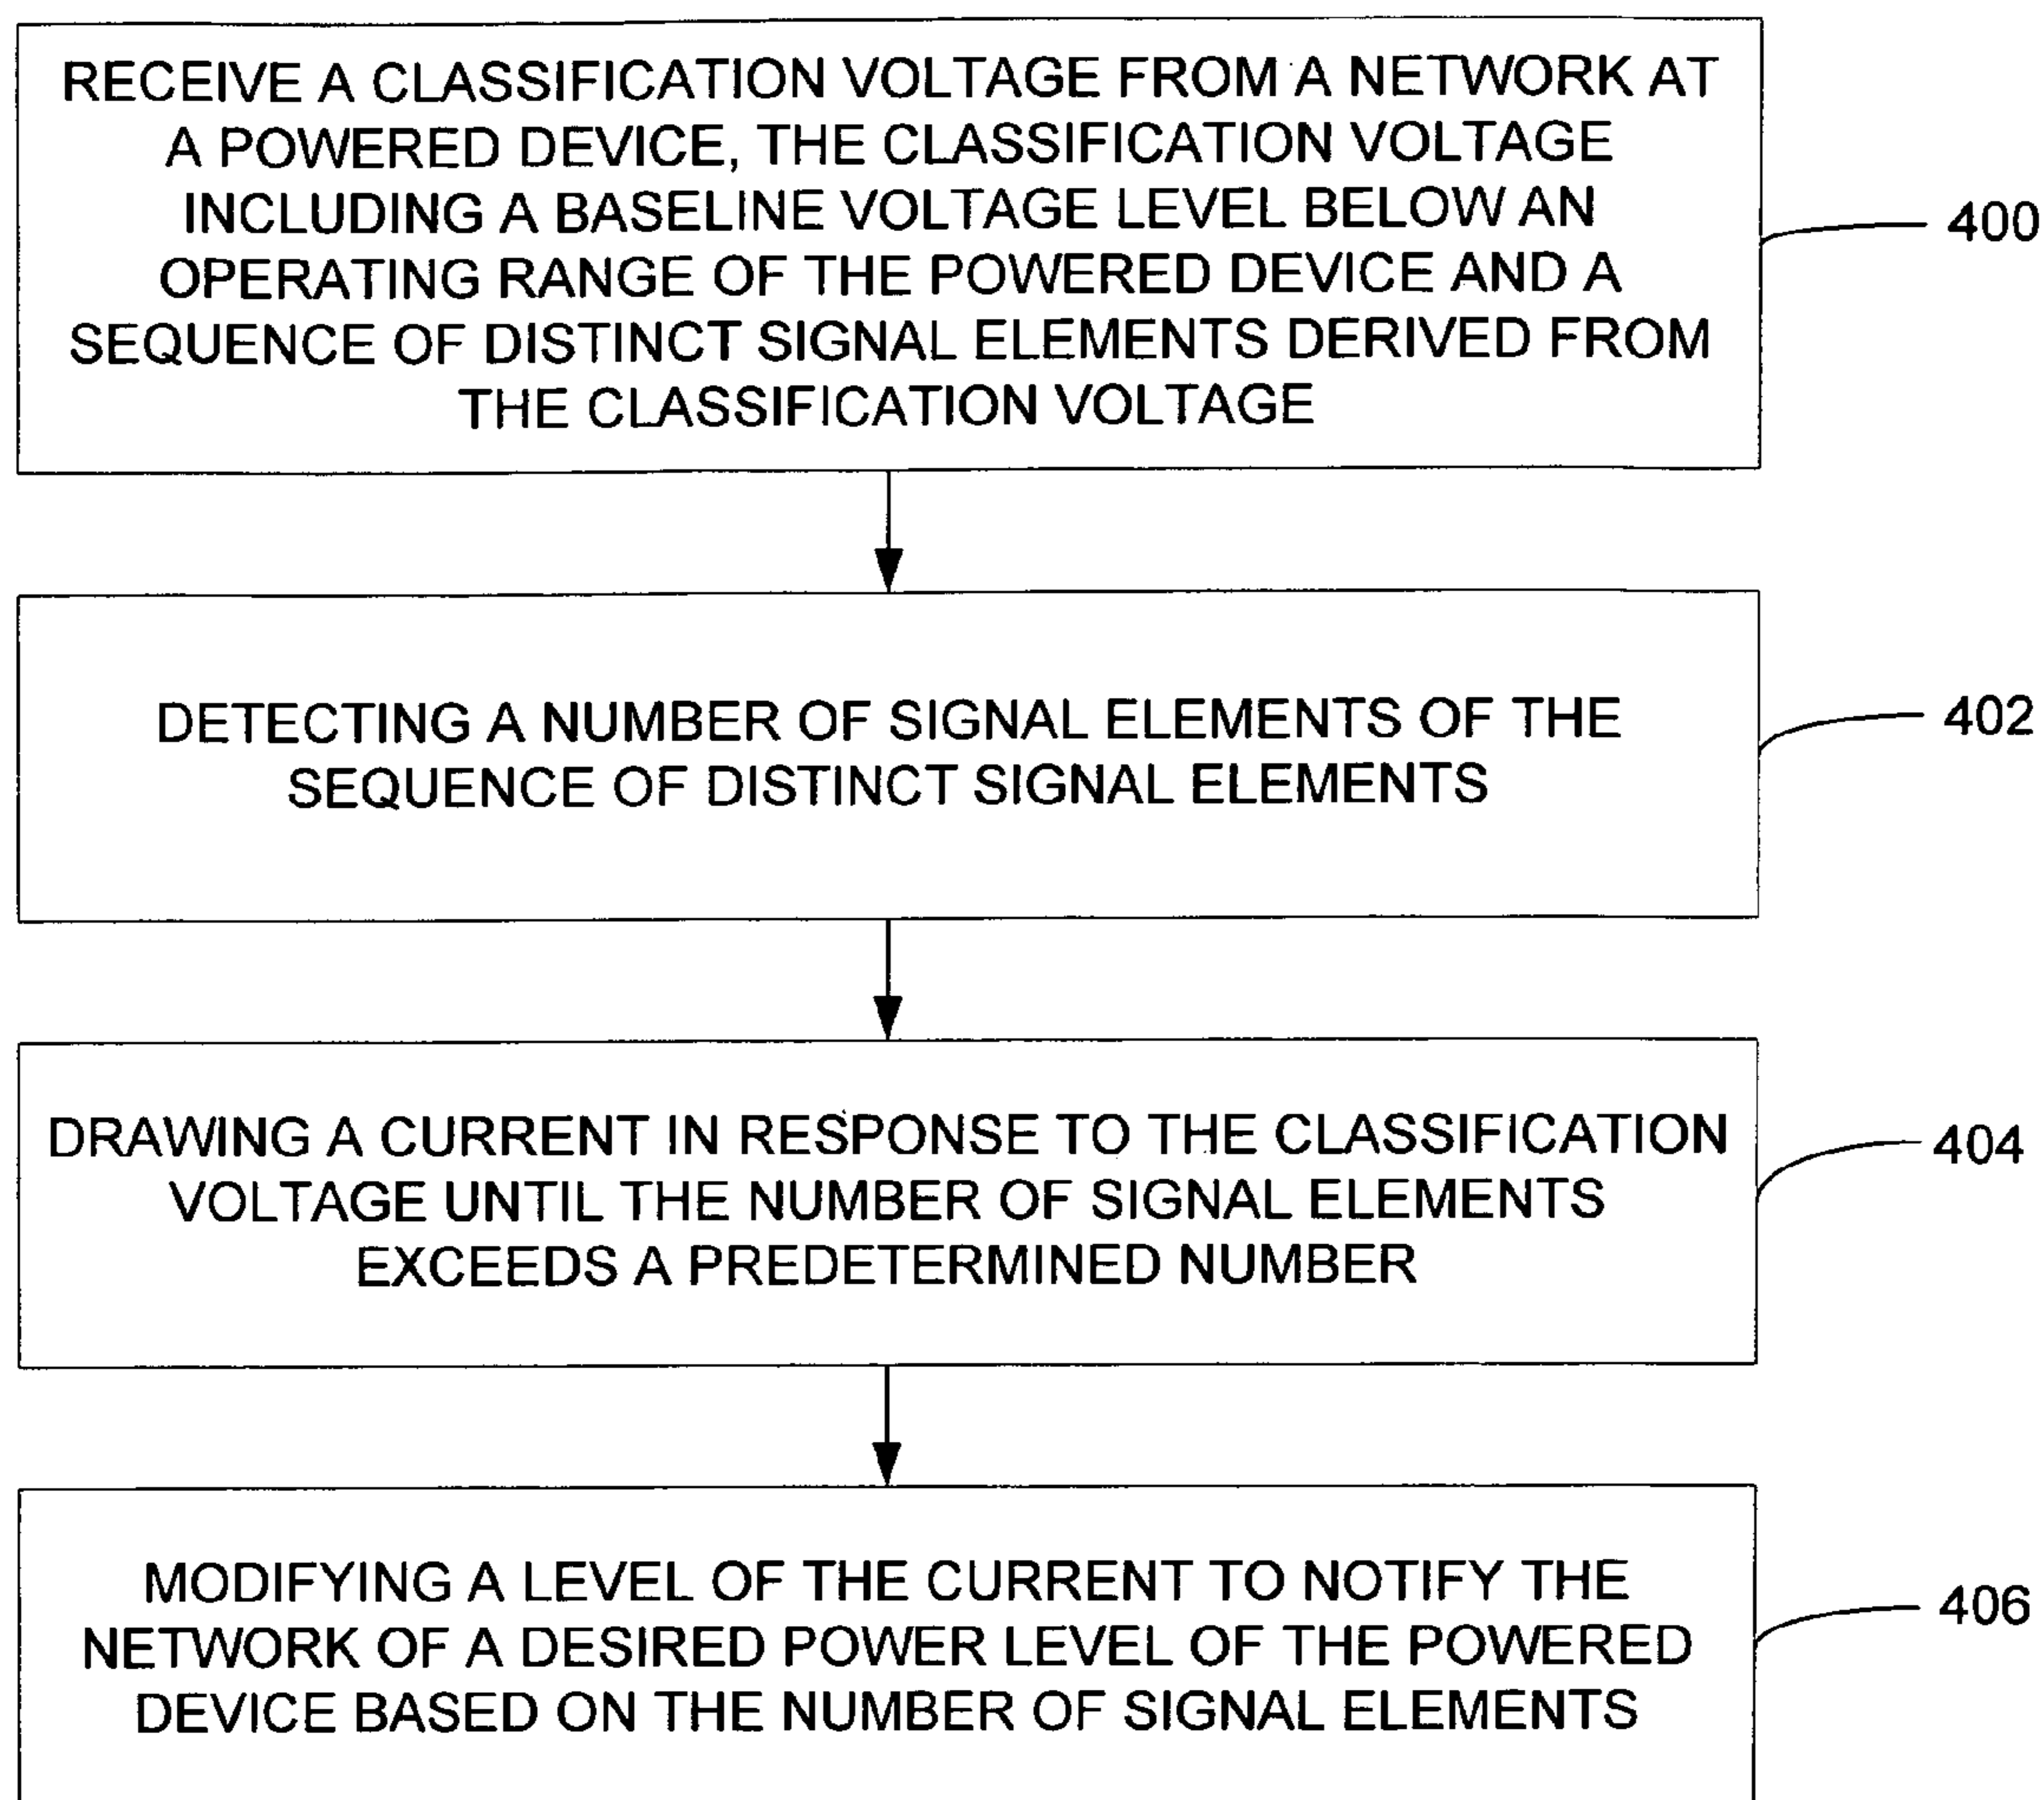 RECEIVE A CLASSIFICATION VOLTAGE FROM A NETWORK AT
A POWERED DEVICE, THE CLASSIFICATION VOLTAGE
INCLUDING A BASELINE VOLTAGE LEVEL BELOW AN
OPERATING RANGE OF THE POWERED DEVICE AND A
SEQUENCE OF DISTINCT SIGNAL ELEMENTS DERIVED FROM
THE CLASSIFICATION VOLTAGE
400
DETECTING A NUMBER OF SIGNAL ELEMENTS OF THE
SEQUENCE OF DISTINCT SIGNAL ELEMENTS
402
DRAWING A CURRENT IN RESPONSE TO THE CLASSIFICATION
VOLTAGE UNTIL THE NUMBER OF SIGNAL ELEMENTS
EXCEEDS A PREDETERMINED NUMBER
404
MODIFYING A LEVEL OF THE CURRENT TO NOTIFY THE
NETWORK OF A DESIRED POWER LEVEL OF THE POWERED
DEVICE BASED ON THE NUMBER OF SIGNAL ELEMENTS
406